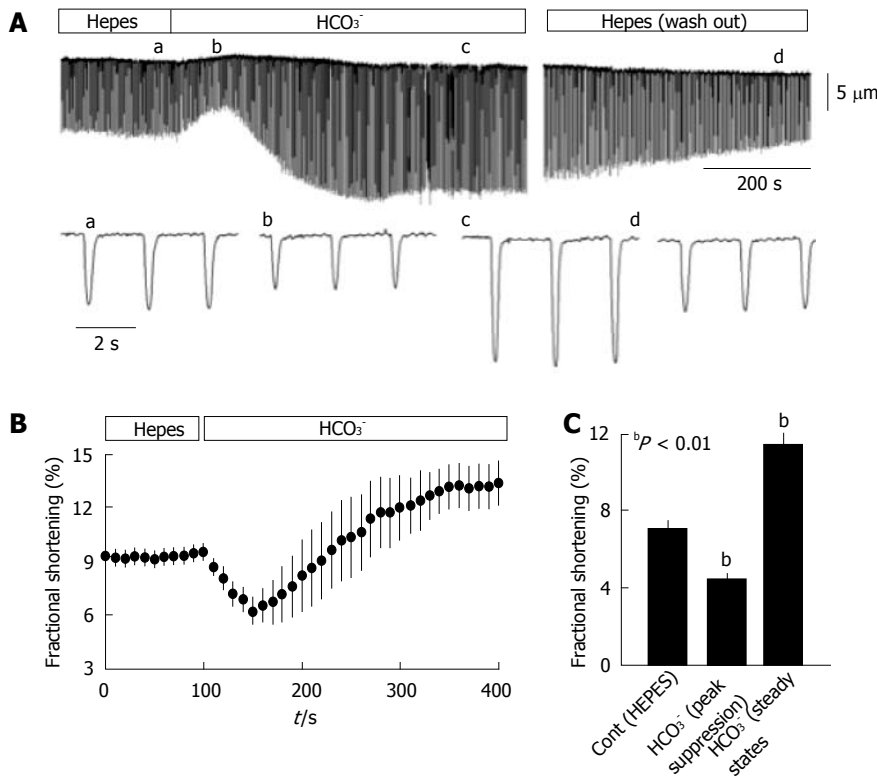 A
Hepes
HCO₃⁻
Hepes (wash out)
a
b
c
d
5 μm
200 s
a
b
c
d
2 s
B
Hepes
HCO₃⁻
Fractional shortening (%)
15
12
9
6
3
0
100
200
300
400
t/s
C
ᵇP < 0.01
b
b
Fractional shortening (%)
12
8
4
0
Cont (HEPES)
HCO₃⁻ (peak
suppression)
HCO₃⁻ (steady
states